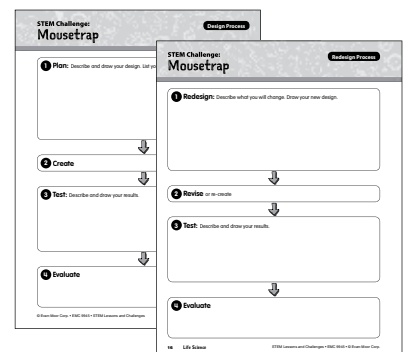 STEM Challenge:
Mousetrap
Design Process
1 Plan: Describe and draw your design. List yo
2 Create
3 Test: Describe and draw your results.
4 Evaluate
© Evan-Moor Corp. • EMC 9945 • STEM Lessons and Challenges
STEM Challenge:
Mousetrap
Redesign Process
1 Redesign: Describe what you will change. Draw your new design.
2 Revise or re-create
3 Test: Describe and draw your results.
4 Evaluate
Life Science
STEM Lessons and Challenges • EMC 9945 • © Evan-Moor Corp.